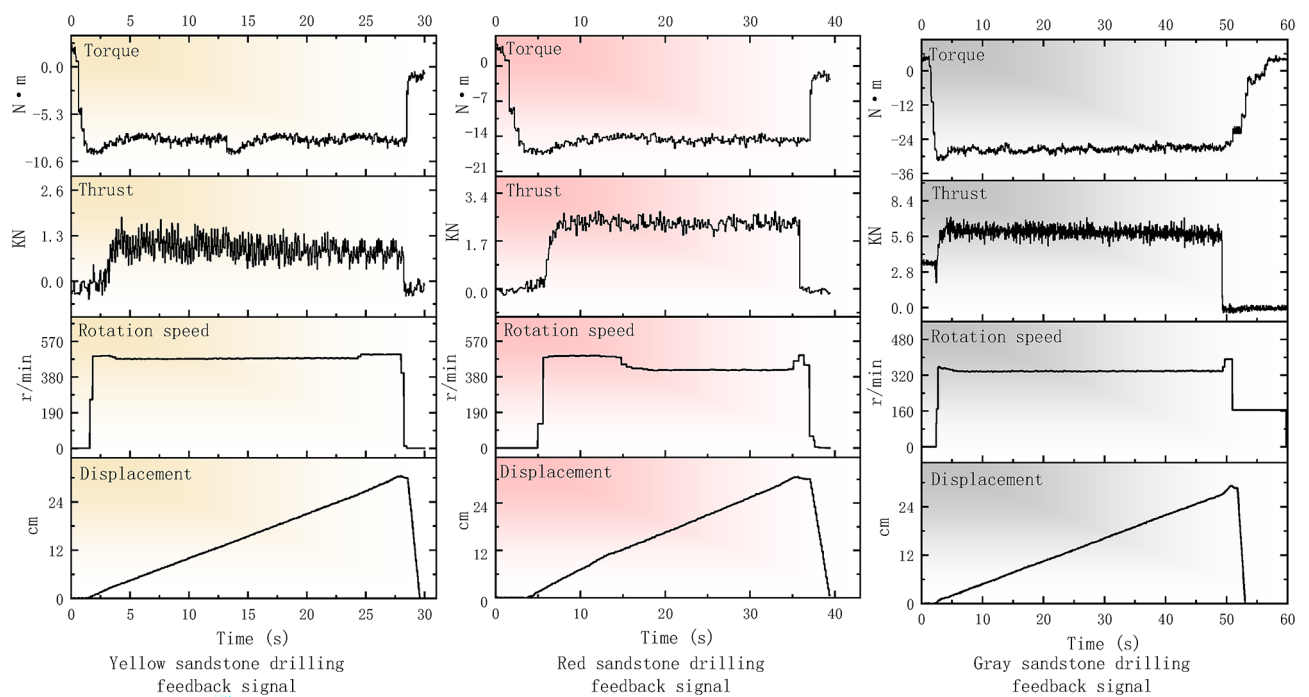 0 5 10 15 20 25 30
Torque
N•m
0.0
-5.3
-10.6
Thrust
KN
2.6
1.3
0.0
Rotation speed
r/min
570
380
190
0
Displacement
cm
24
12
0
0 5 10 15 20 25 30
Time (s)
Yellow sandstone drilling
feedback signal
0 10 20 30 40
Torque
N•m
0
-7
-14
-21
Thrust
KN
3.4
1.7
0.0
Rotation speed
r/min
570
380
190
0
Displacement
cm
24
12
0
0 10 20 30 40
Time (s)
Red sandstone drilling
feedback signal
0 10 20 30 40 50 60
Torque
N•m
0
-12
-24
-36
Thrust
KN
8.4
5.6
2.8
0.0
Rotation speed
r/min
480
320
160
0
Displacement
cm
24
12
0
0 10 20 30 40 50 60
Time (s)
Gray sandstone drilling
feedback signal